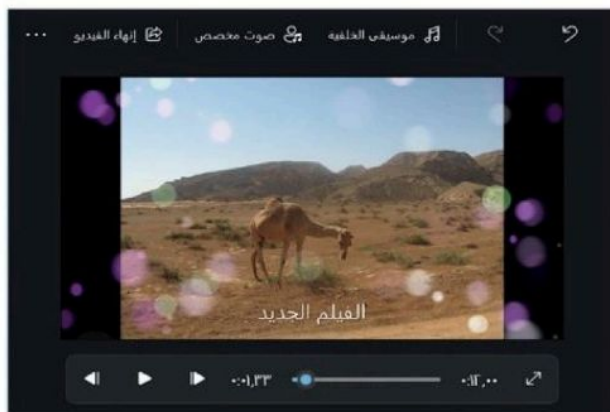 موسيقى الخلفية
صوت مخصص
إنهاء الفيديو
...
الفيلم الجديد
٠:٠١,٣٣
٠:١٢,٠٠